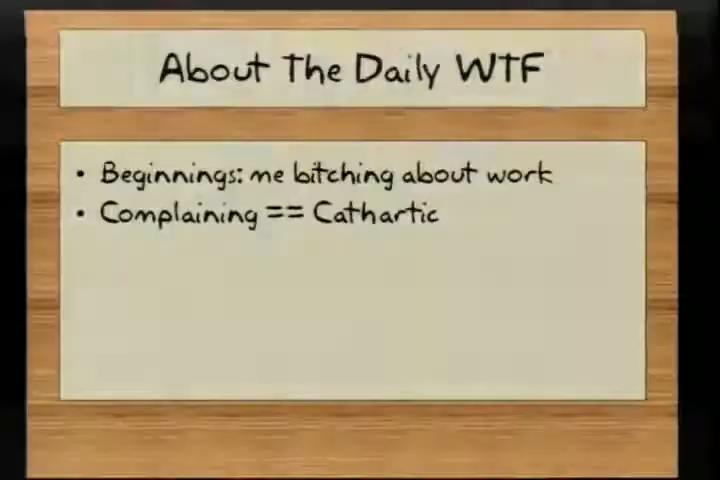 About The Daily WTF
• Beginnings: me bitching about work
• Complaining == Cathartic